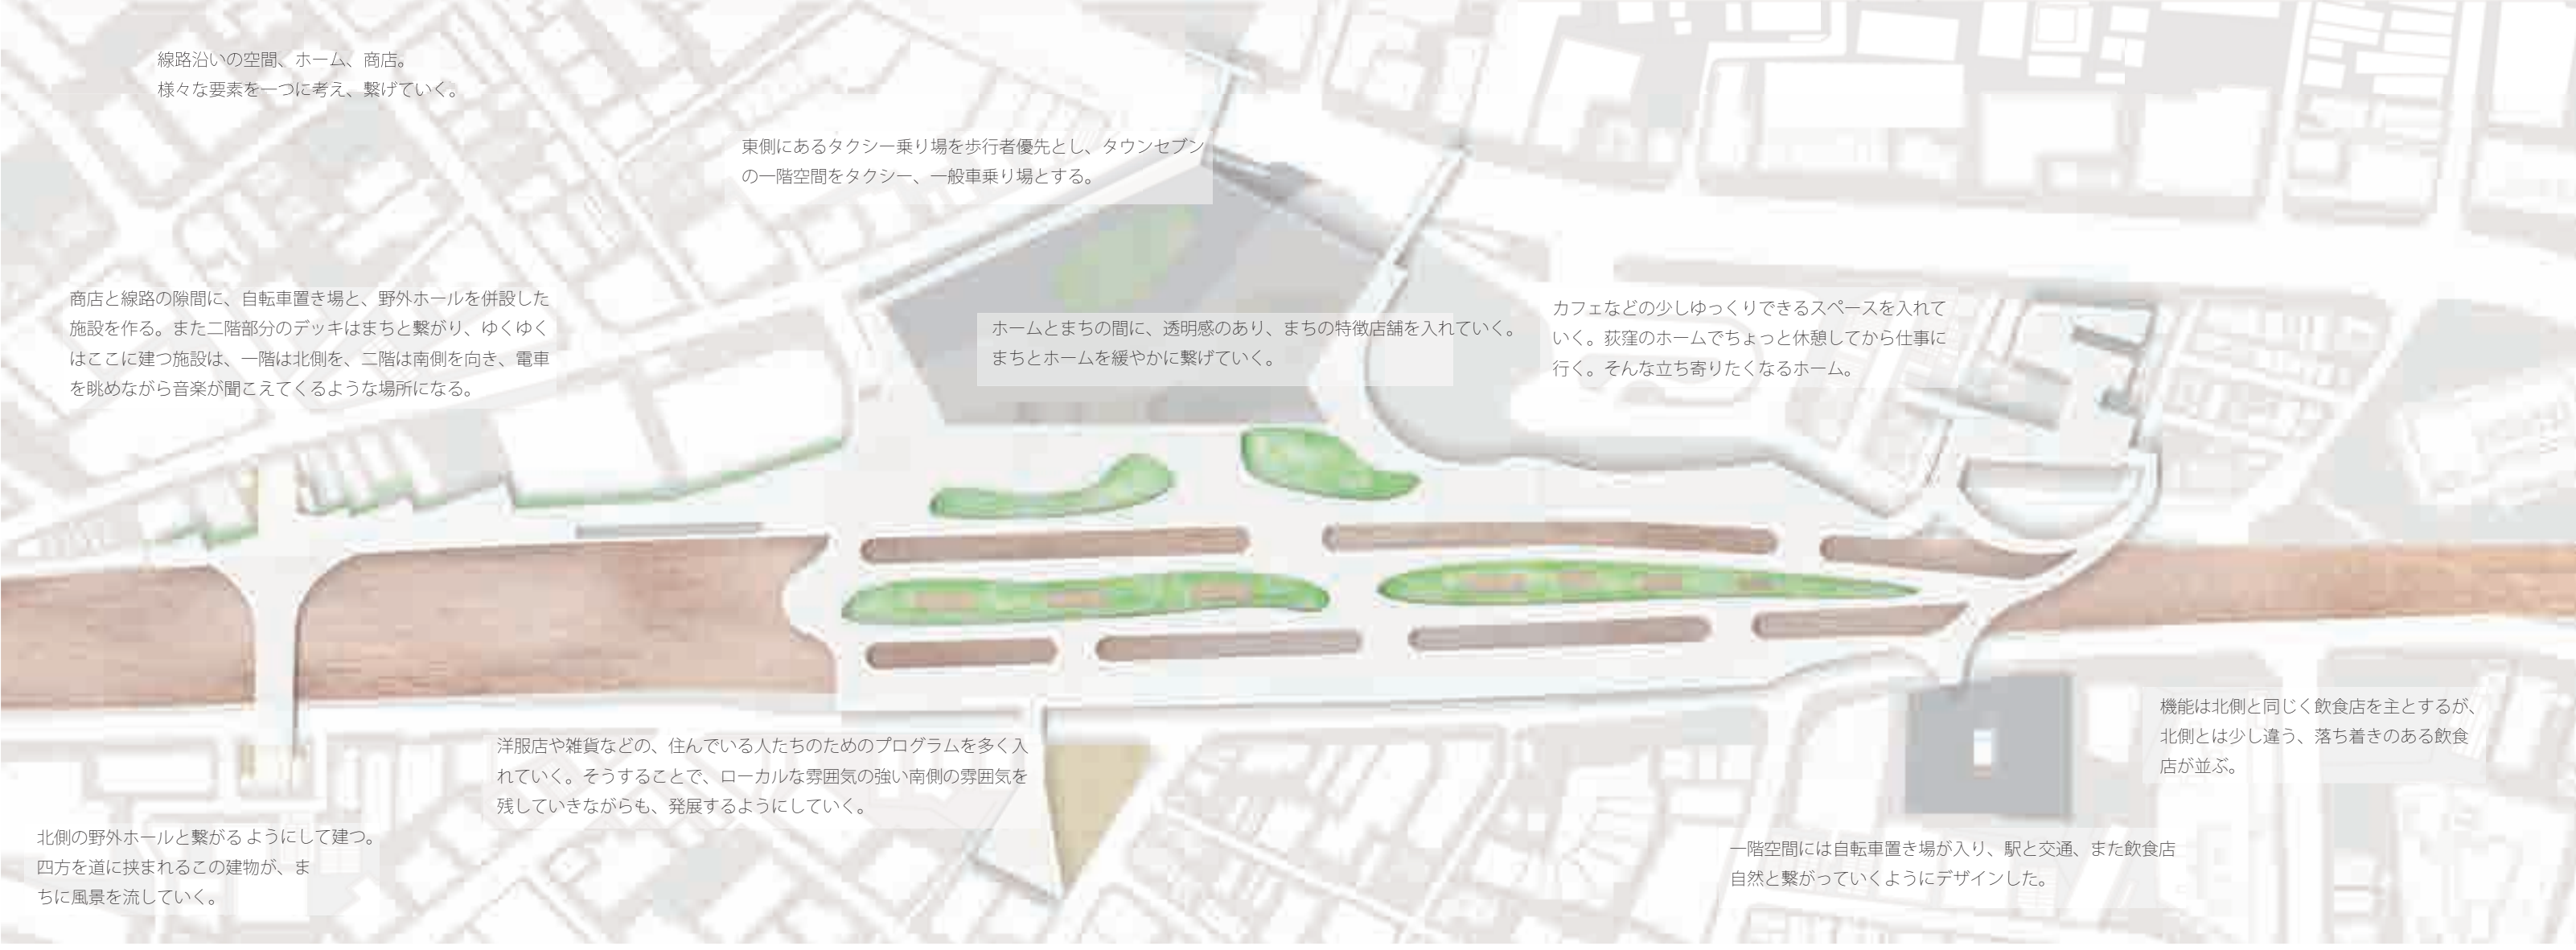 線路沿いの空間、ホーム、商店。
様々な要素を一つに考え、繋げていく。
東側にあるタクシー乗り場を歩行者優先とし、タウンセブン
の一階空間をタクシー、一般車乗り場とする。
商店と線路の隙間に、自転車置き場と、野外ホールを併設した
施設を作る。また二階部分のデッキはまちと繋がり、ゆくゆく
はここに建つ施設は、一階は北側を、二階は南側を向き、電車
を眺めながら音楽が聞こえてくるような場所になる。
ホームとまちの間に、透明感のあり、まちの特徴店舗を入れていく。
まちとホームを緩やかに繋げていく。
カフェなどの少しゆっくりできるスペースを入れて
いく。荻窪のホームでちょっと休憩してから仕事に
行く。そんな立ち寄りたくなるホーム。
洋服店や雑貨などの、住んでいる人たちのためのプログラムを多く入
れていく。そうすることで、ローカルな雰囲気の強い南側の雰囲気を
残していきながらも、発展するようにしていく。
機能は北側と同じく飲食店を主とするが、
北側とは少し違う、落ち着きのある飲食
店が並ぶ。
北側の野外ホールと繋がるようにして建つ。
四方を道に挟まれるこの建物が、ま
ちに風景を流していく。
一階空間には自転車置き場が入り、駅と交通、また飲食店
自然と繋がっていくようにデザインした。